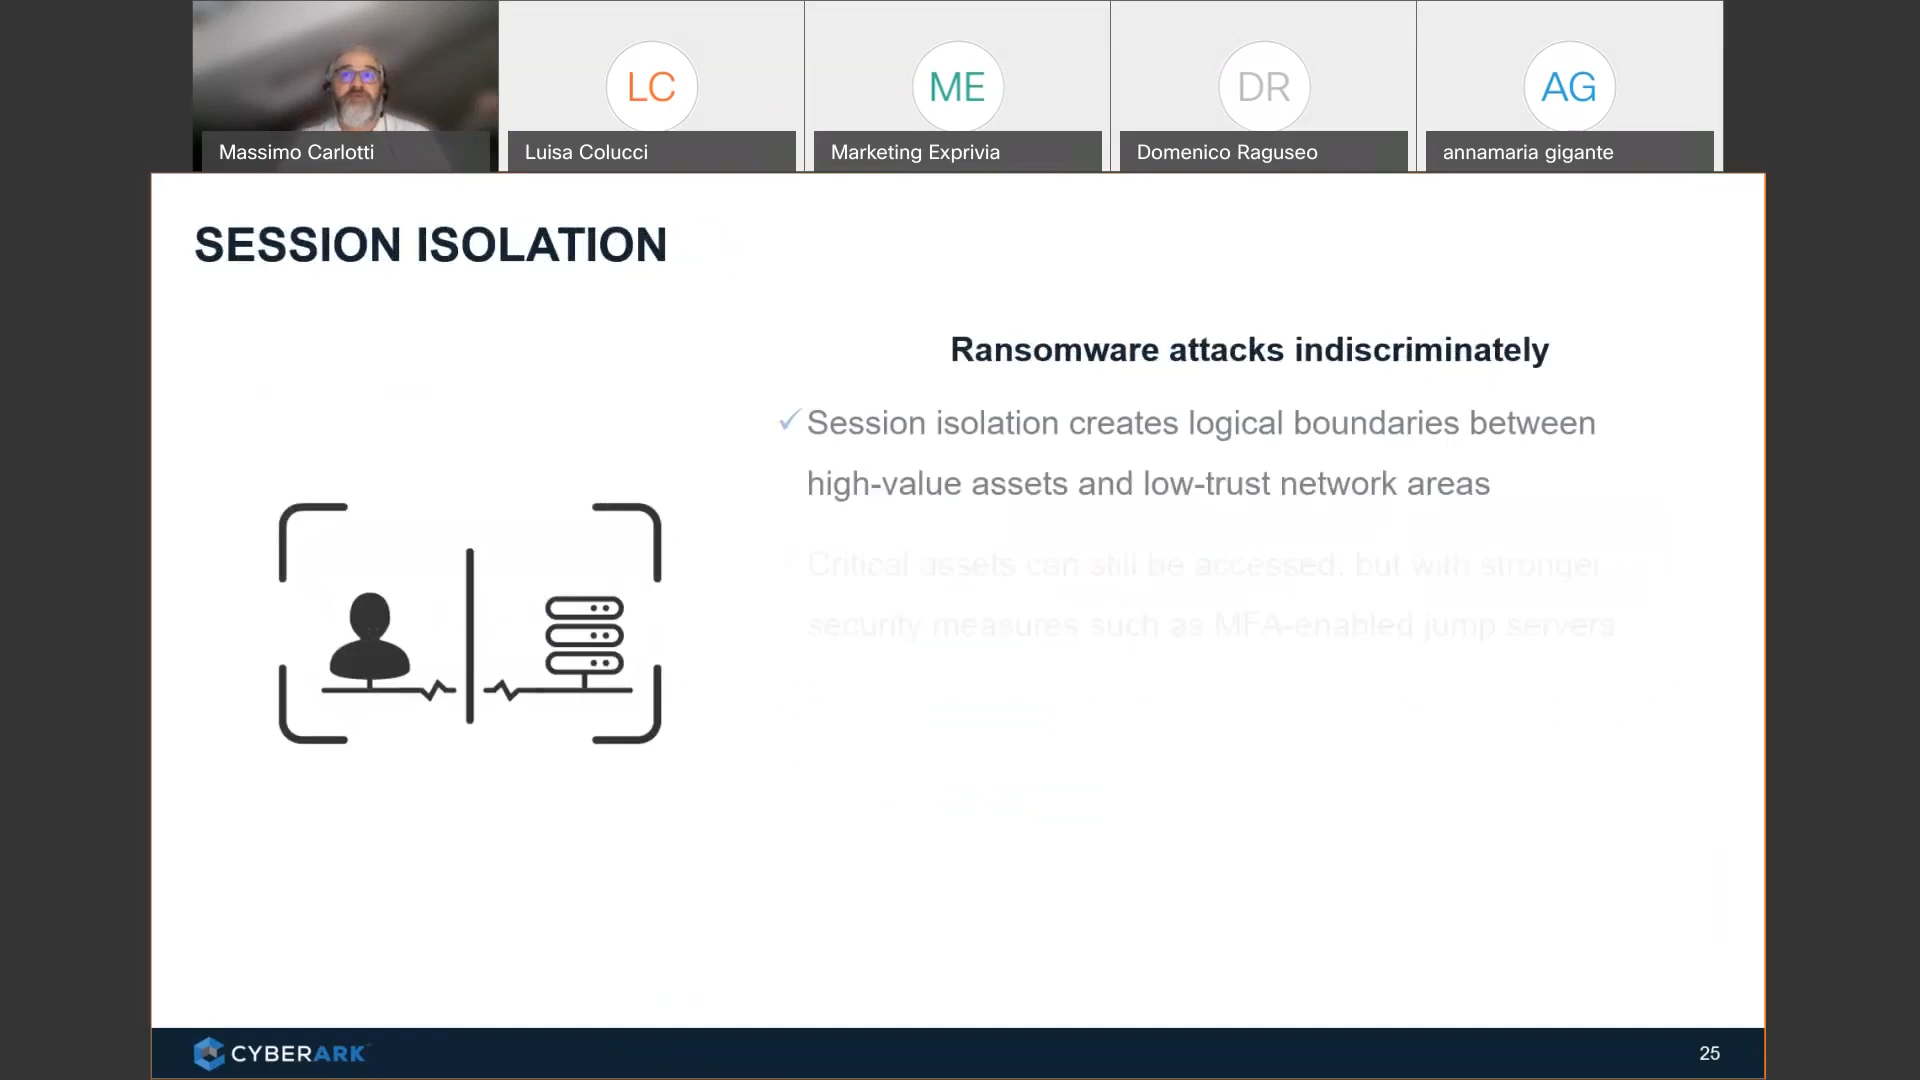 LC
ME
DR
AG
Massimo Carlotti
Luisa Colucci
Marketing Exprivia
Domenico Raguseo
annamaria gigante
SESSION ISOLATION
Ransomware attacks indiscriminately
✓ Session isolation creates logical boundaries between
high-value assets and low-trust network areas
Critical assets can still be accessed, but with stronger
security measures such as MFA-enabled jump servers
CYBERARK
25